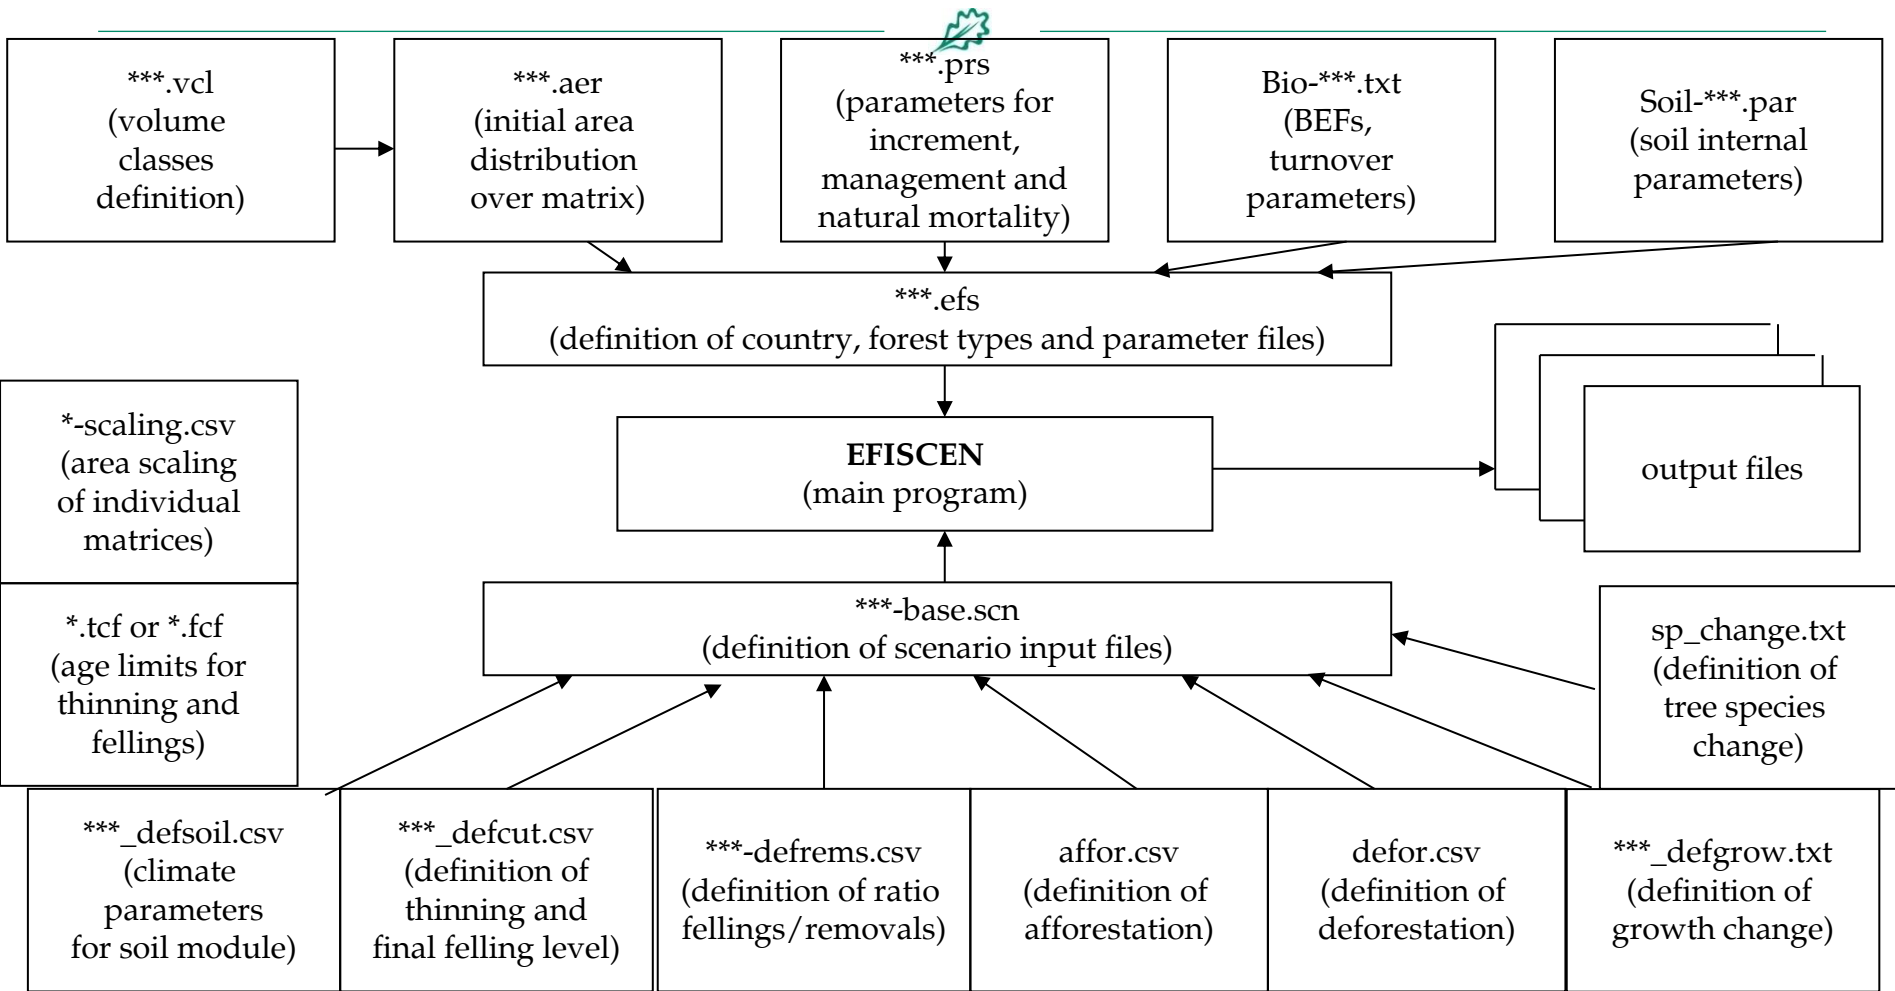 ***.vcl
(volume
classes
definition)
***.aer
(initial area
distribution
over matrix)
***.prs
(parameters for
increment,
management and
natural mortality)
Bio-***.txt
(BEFs,
turnover
parameters)
Soil-***.par
(soil internal
parameters)
***.efs
(definition of country, forest types and parameter files)
*-scaling.csv
(area scaling
of individual
matrices)
EFISCEN
(main program)
output files
*.tcf or *.fcf
(age limits for
thinning and
fellings)
***-base.scn
(definition of scenario input files)
sp_change.txt
(definition of
tree species
change)
***_defsoil.csv
(climate
parameters
for soil module)
***_defcut.csv
(definition of
thinning and
final felling level)
***-defrems.csv
(definition of ratio
fellings/removals)
affor.csv
(definition of
afforestation)
defor.csv
(definition of
deforestation)
***_defgrow.txt
(definition of
growth change)